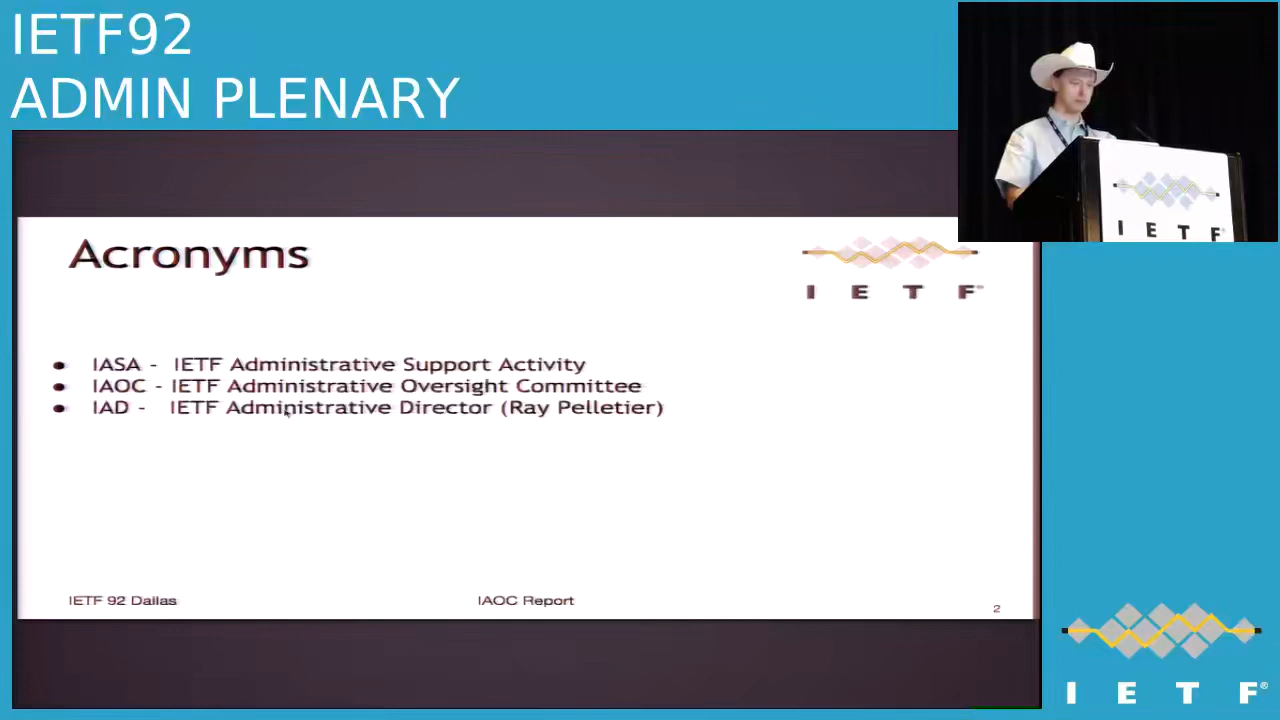 IETF92
ADMIN PLENARY
I E T F
Acronyms
I E T F®
● IASA - IETF Administrative Support Activity
● IAOC - IETF Administrative Oversight Committee
● IAD - IETF Administrative Director (Ray Pelletier)
IETF 92 Dallas
IAOC Report
2
I E T F®